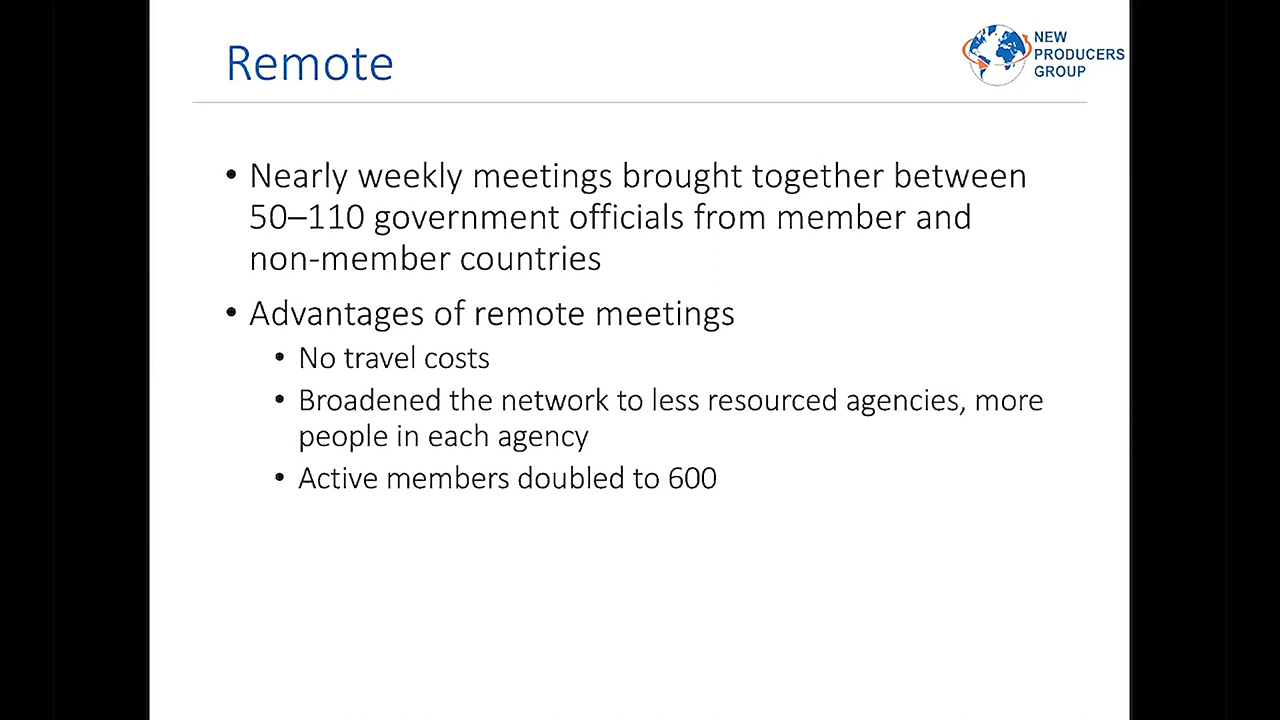 Remote
NEW
PRODUCERS
GROUP
• Nearly weekly meetings brought together between
50–110 government officials from member and
non-member countries
• Advantages of remote meetings
• No travel costs
• Broadened the network to less resourced agencies, more
people in each agency
• Active members doubled to 600